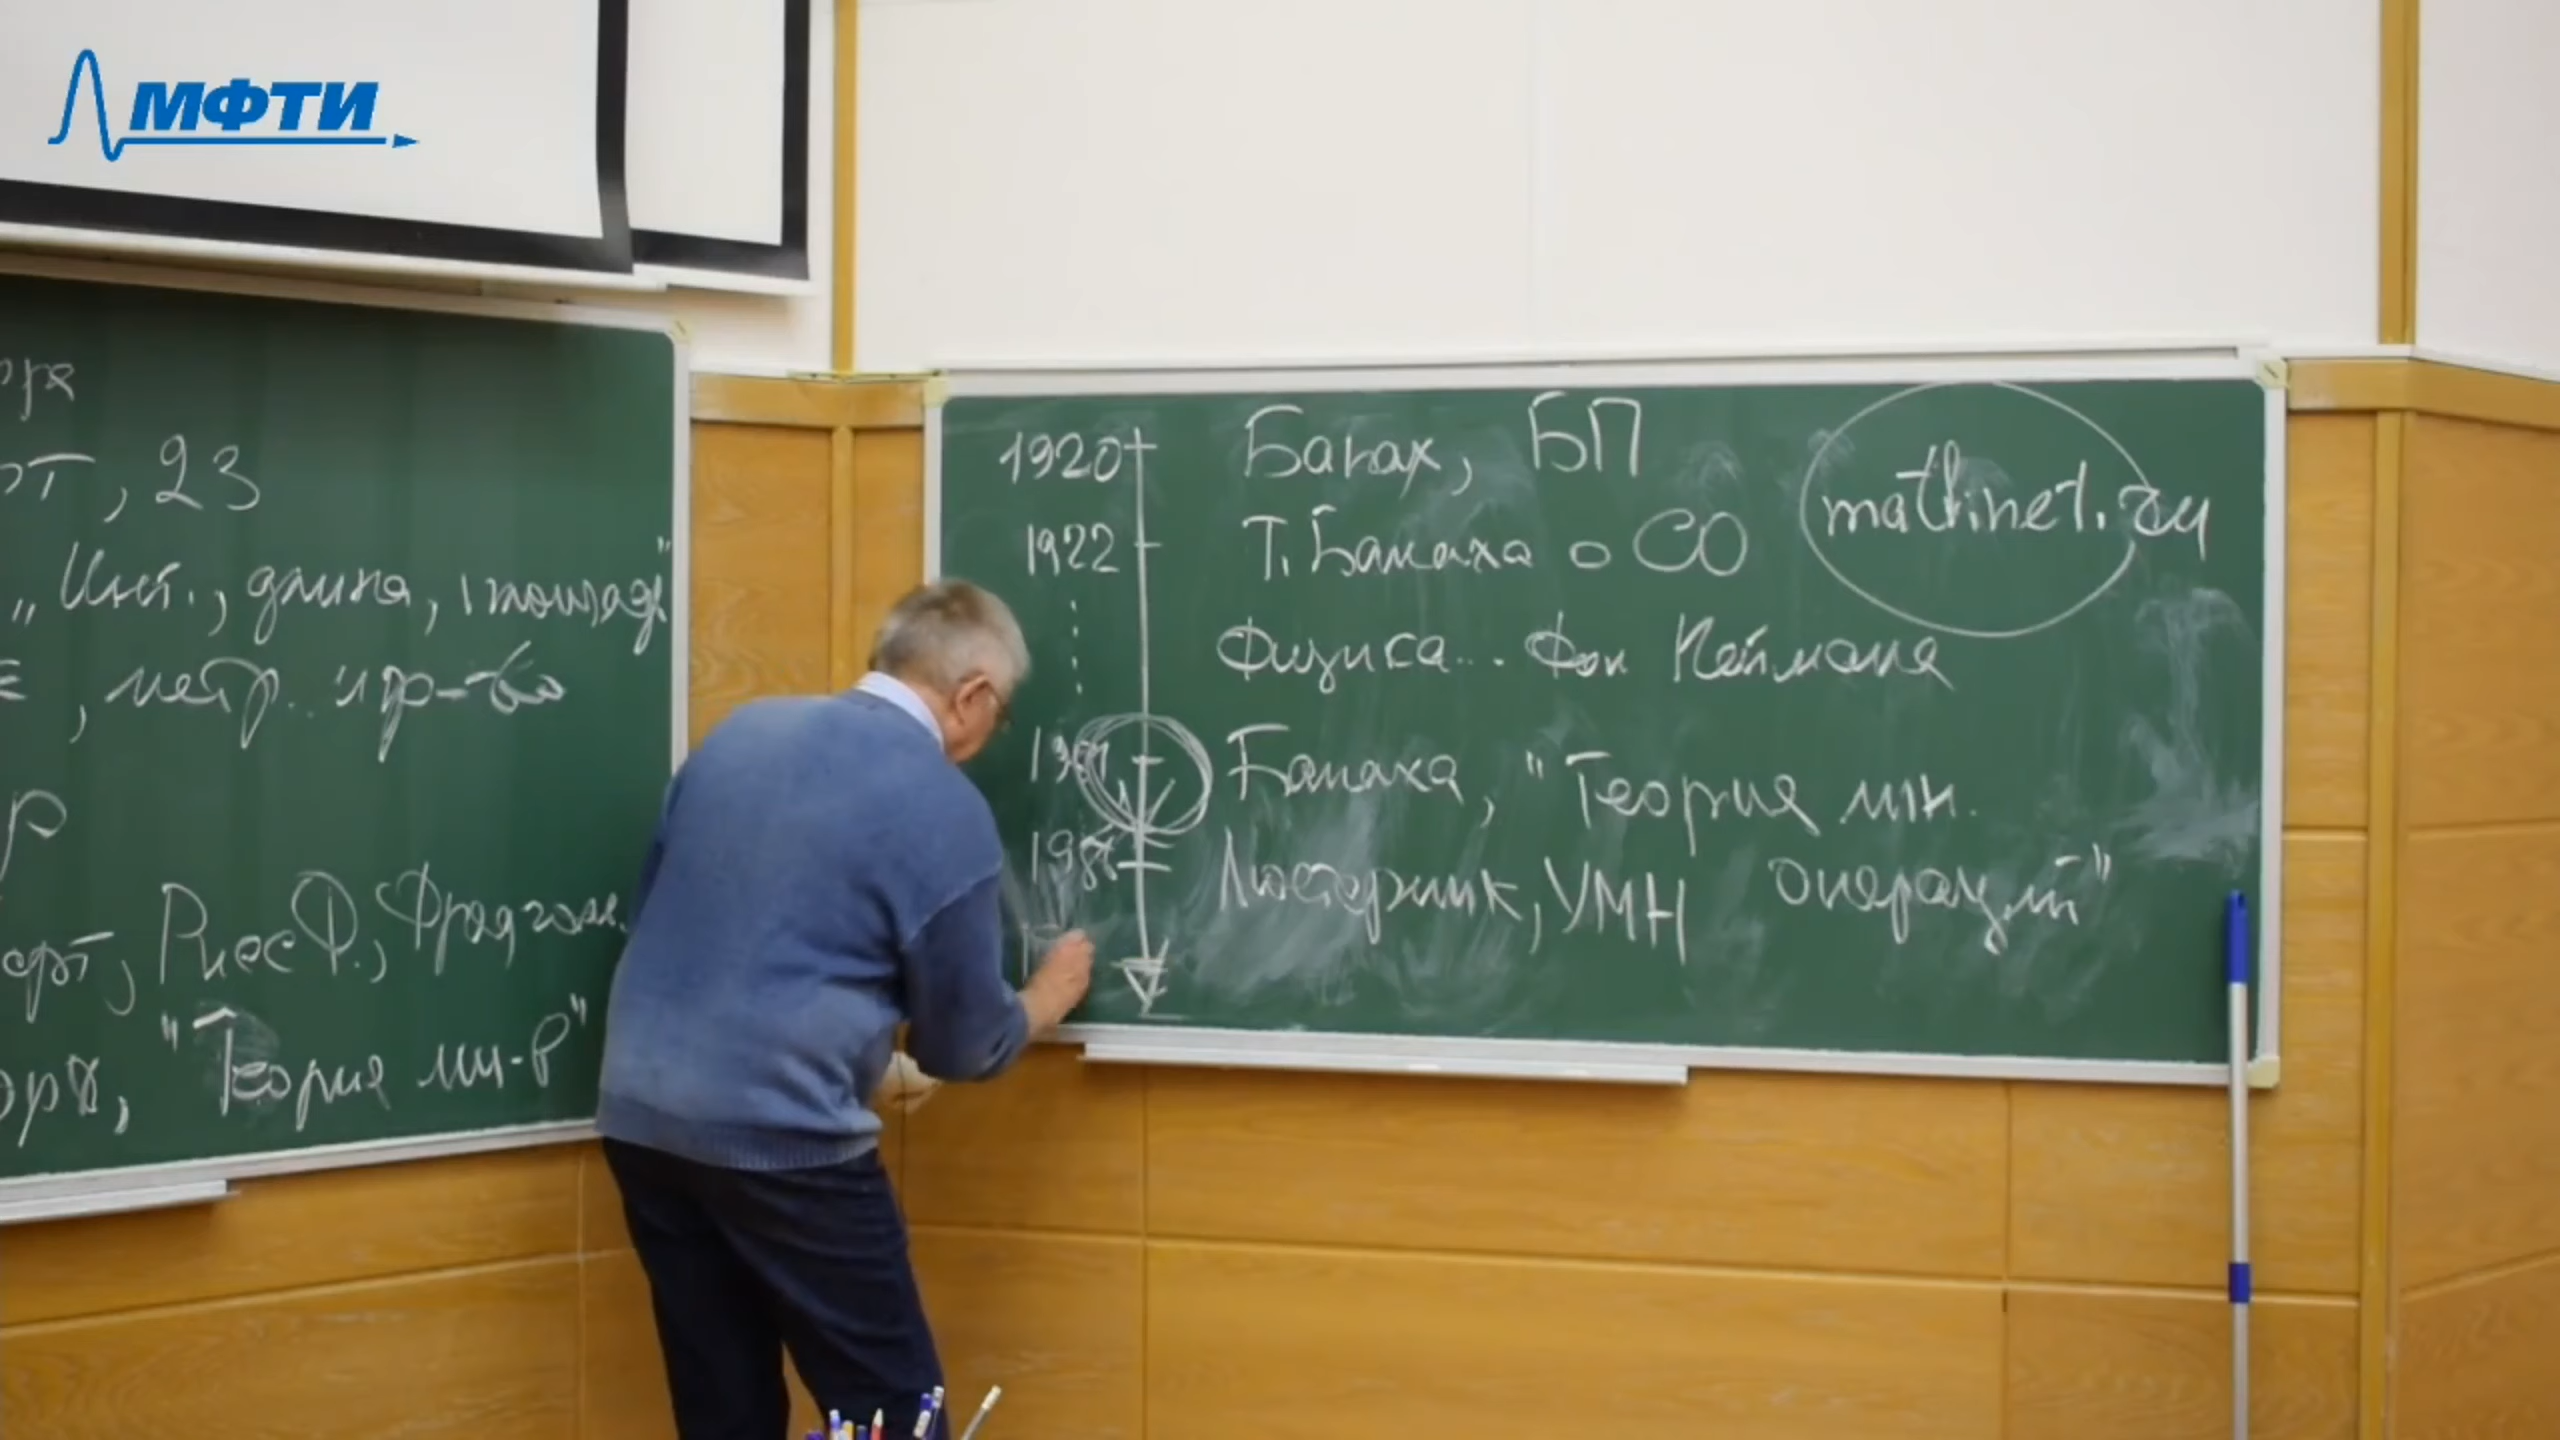 МФТИ
, 23
„Инт., длина, площадь"
, метр. пр-во
Рисс Ф., Фредгольм.
, "Теория мн-в"
1920 Банах, БП
mathnet.ru
1922 Т. Банаха о СО
Физика... Фон Неймана
Банаха, "Теория лин.
операций"
Люстерник, УМН